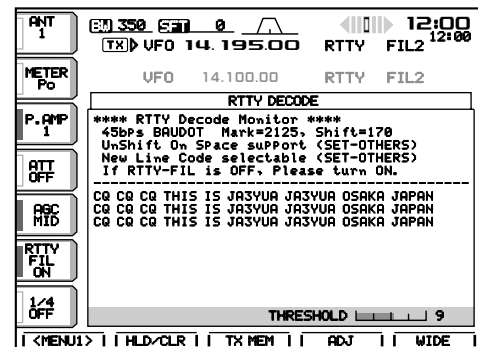 ANT 1
BW 350 SFT 0 12:00
TX VFO 14.195.00 RTTY FIL2 12:00
METER Po
VFO 14.100.00 RTTY FIL2
RTTY DECODE
P.AMP 1
**** RTTY Decode Monitor ****
45bps BAUDOT Mark=2125, Shift=170
UnShift On Space support (SET-OTHERS)
New Line Code selectable (SET-OTHERS)
If RTTY-FIL is OFF, Please turn ON.
ATT OFF
CQ CQ CQ THIS IS JA3YUA JA3YUA OSAKA JAPAN
CQ CQ CQ THIS IS JA3YUA JA3YUA OSAKA JAPAN
CQ CQ CQ THIS IS JA3YUA JA3YUA OSAKA JAPAN
AGC MID
RTTY FIL ON
1/4 OFF
THRESHOLD 9
<MENU1> HLD/CLR TX MEM ADJ WIDE